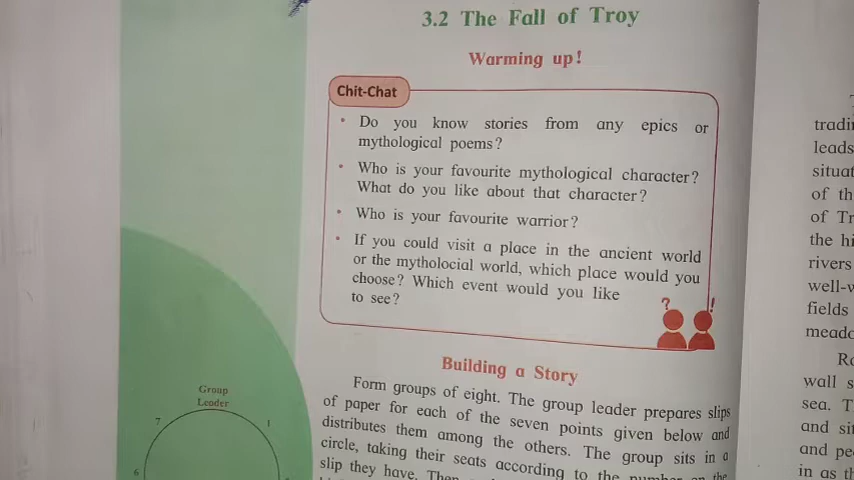 3.2 The Fall of Troy
Warming up!
Chit-Chat
• Do you know stories from any epics or
mythological poems?
• Who is your favourite mythological character?
What do you like about that character?
• Who is your favourite warrior?
• If you could visit a place in the ancient world
or the mytholocial world, which place would you
choose? Which event would you like
to see?
? !
Building a Story
Form groups of eight. The group leader prepares slips
of paper for each of the seven points given below and
distributes them among the others. The group sits in a
circle, taking their seats according to the number on the
slip they have.
Group
Leader
7 1
6
tradi
leads
situat
of th
of Tr
the hi
rivers
well-w
fields
meado
wall s
sea. T
and si
and pe
in as th